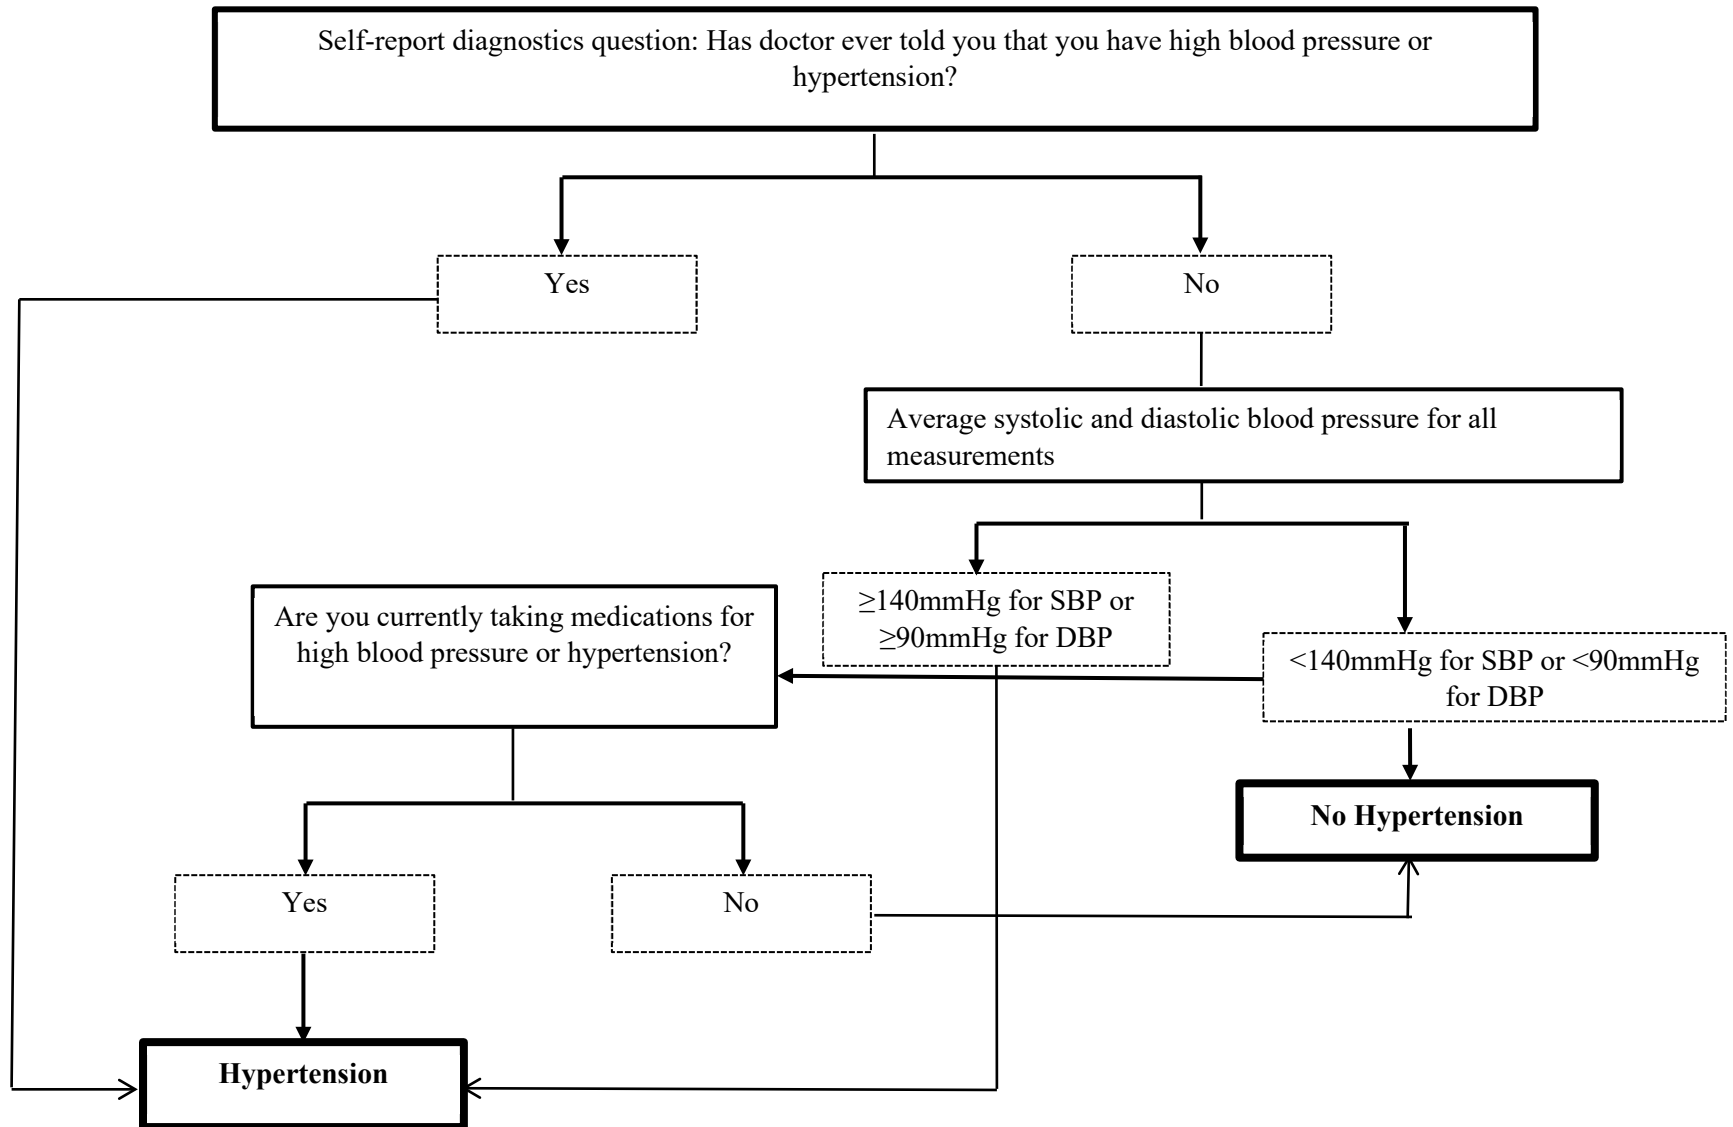 Self-report diagnostics question: Has doctor ever told you that you have high blood pressure or
hypertension?
Yes
No
Average systolic and diastolic blood pressure for all
measurements
≥140mmHg for SBP or
≥90mmHg for DBP
Are you currently taking medications for
high blood pressure or hypertension?
<140mmHg for SBP or <90mmHg
for DBP
No Hypertension
Yes
No
Hypertension